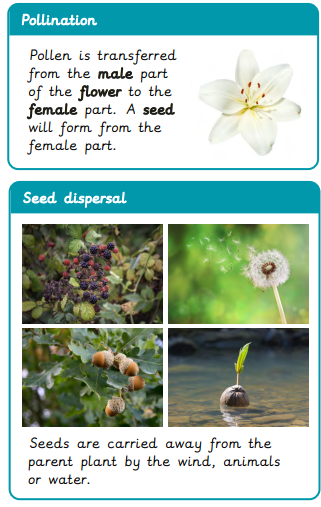 Pollination
Pollen is transferred
from the male part
of the flower to the
female part. A seed
will form from the
female part.
Seed dispersal
Seeds are carried away from the
parent plant by the wind, animals
or water.